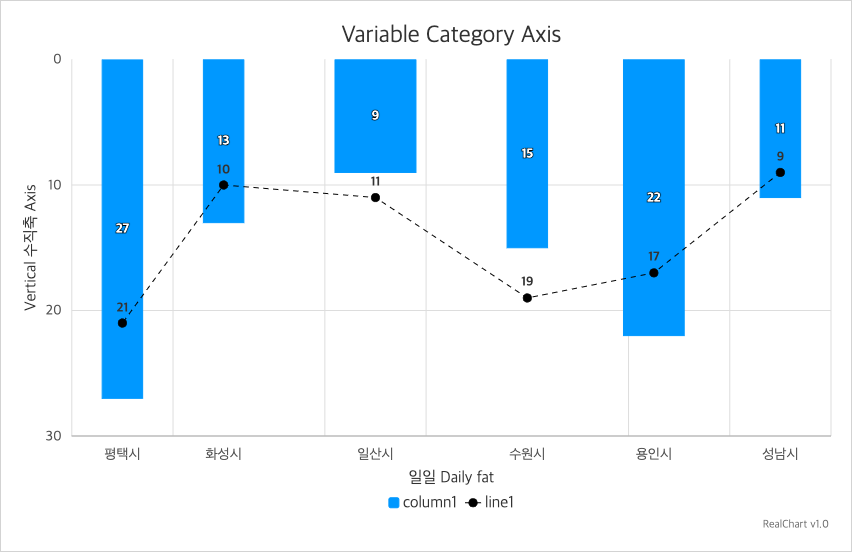 Variable Category Axis
0
10
20
30
Vertical 수직축 Axis
27
13
9
15
22
11
21
10
11
19
17
9
평택시 화성시 일산시 수원시 용인시 성남시
일일 Daily fat
column1 line1
RealChart v1.0